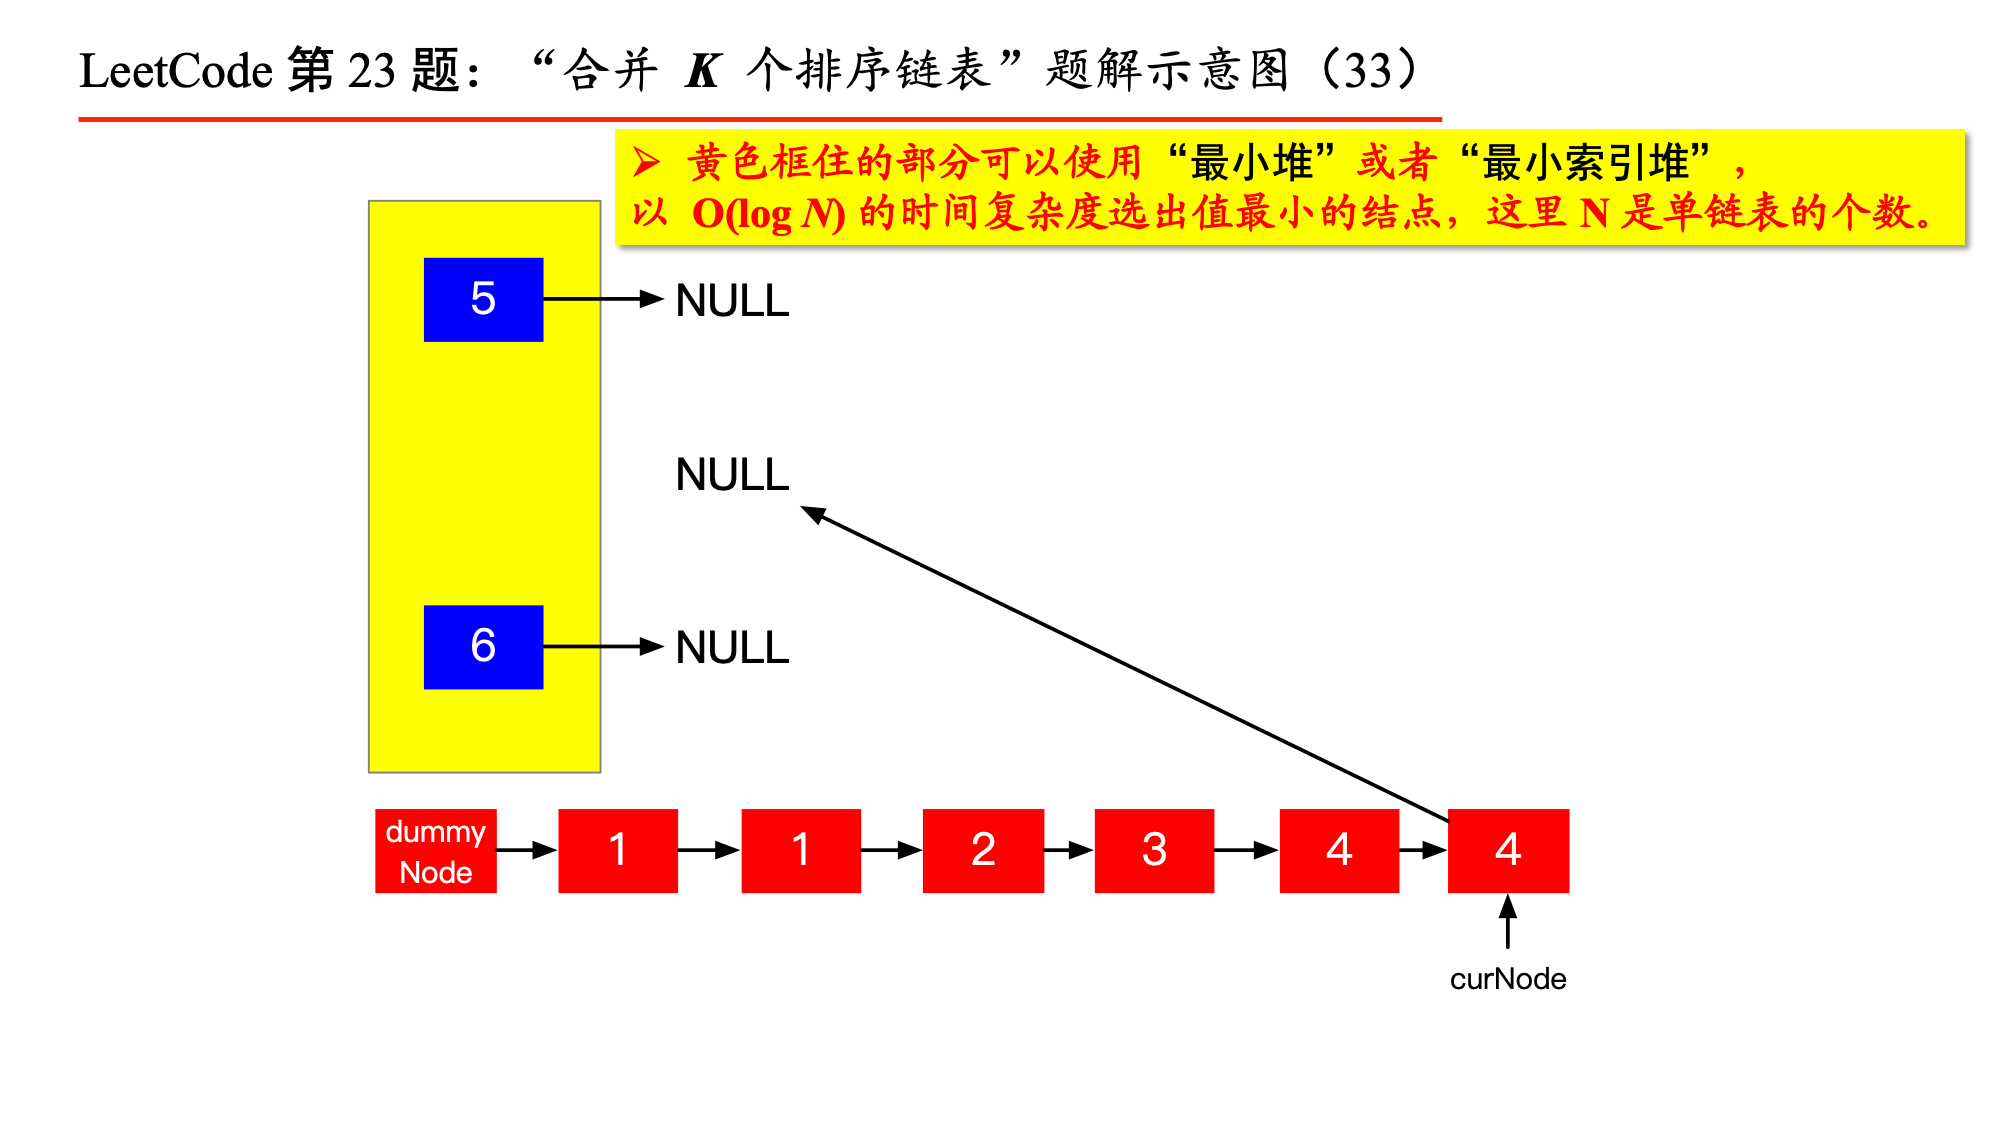 LeetCode 第 23 题：“合并 K 个排序链表”题解示意图（33）
➢ 黄色框住的部分可以使用“最小堆”或者“最小索引堆”，
以 O(log N) 的时间复杂度选出值最小的结点，这里 N 是单链表的个数。
5 NULL
NULL
6 NULL
dummy
Node
1 1 2 3 4 4
curNode